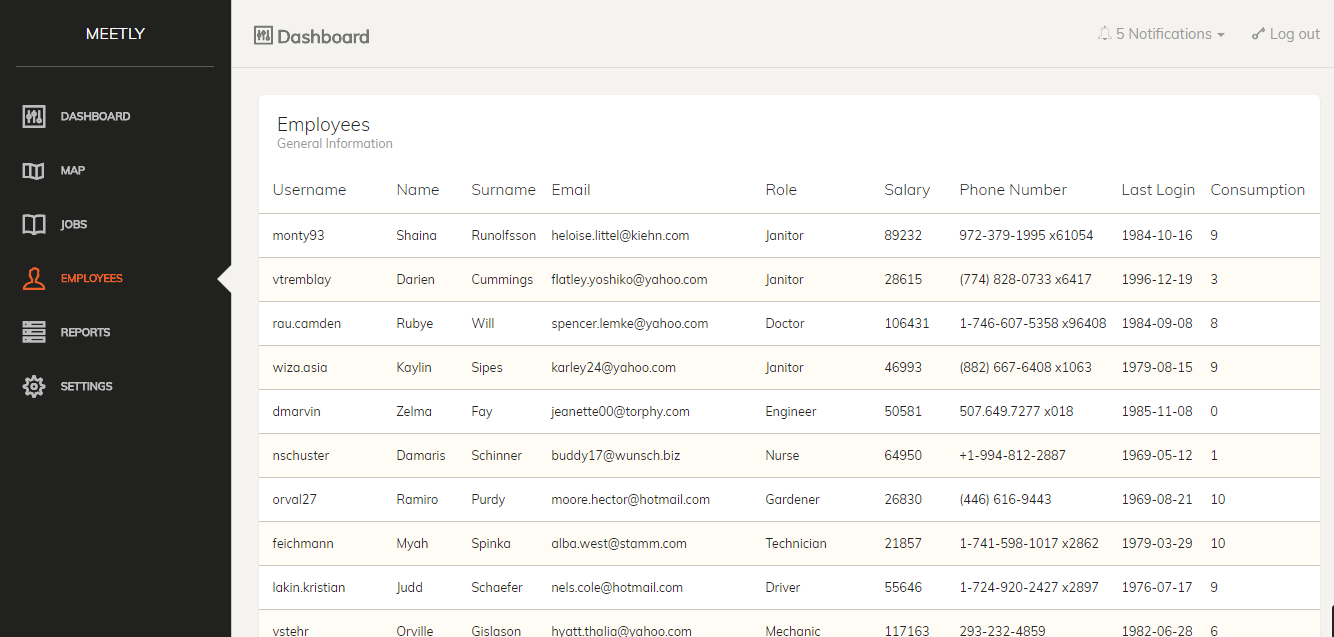 MEETLY
DASHBOARD
MAP
JOBS
EMPLOYEES
REPORTS
SETTINGS
Dashboard 5 Notifications Log out
Employees
General Information
Username Name Surname Email Role Salary Phone Number Last Login Consumption
monty93 Shaina Runolfsson heloise.littel@kiehn.com Janitor 89232 972-379-1995 x61054 1984-10-16 9
vtremblay Darien Cummings flatley.yoshiko@yahoo.com Janitor 28615 (774) 828-0733 x6417 1996-12-19 3
rau.camden Rubye Will spencer.lemke@yahoo.com Doctor 106431 1-746-607-5358 x96408 1984-09-08 8
wiza.asia Kaylin Sipes karley24@yahoo.com Janitor 46993 (882) 667-6408 x1063 1979-08-15 9
dmarvin Zelma Fay jeanette00@torphy.com Engineer 50581 507.649.7277 x018 1985-11-08 0
nschuster Damaris Schinner buddy17@wunsch.biz Nurse 64950 +1-994-812-2887 1969-05-12 1
orval27 Ramiro Purdy moore.hector@hotmail.com Gardener 26830 (446) 616-9443 1969-08-21 10
feichmann Myah Spinka alba.west@stamm.com Technician 21857 1-741-598-1017 x2862 1979-03-29 10
lakin.kristian Judd Schaefer nels.cole@hotmail.com Driver 55646 1-724-920-2427 x2897 1976-07-17 9
vstehr Orville Gislason hyatt.thalia@yahoo.com Mechanic 117163 293-232-4859 1982-06-28 6